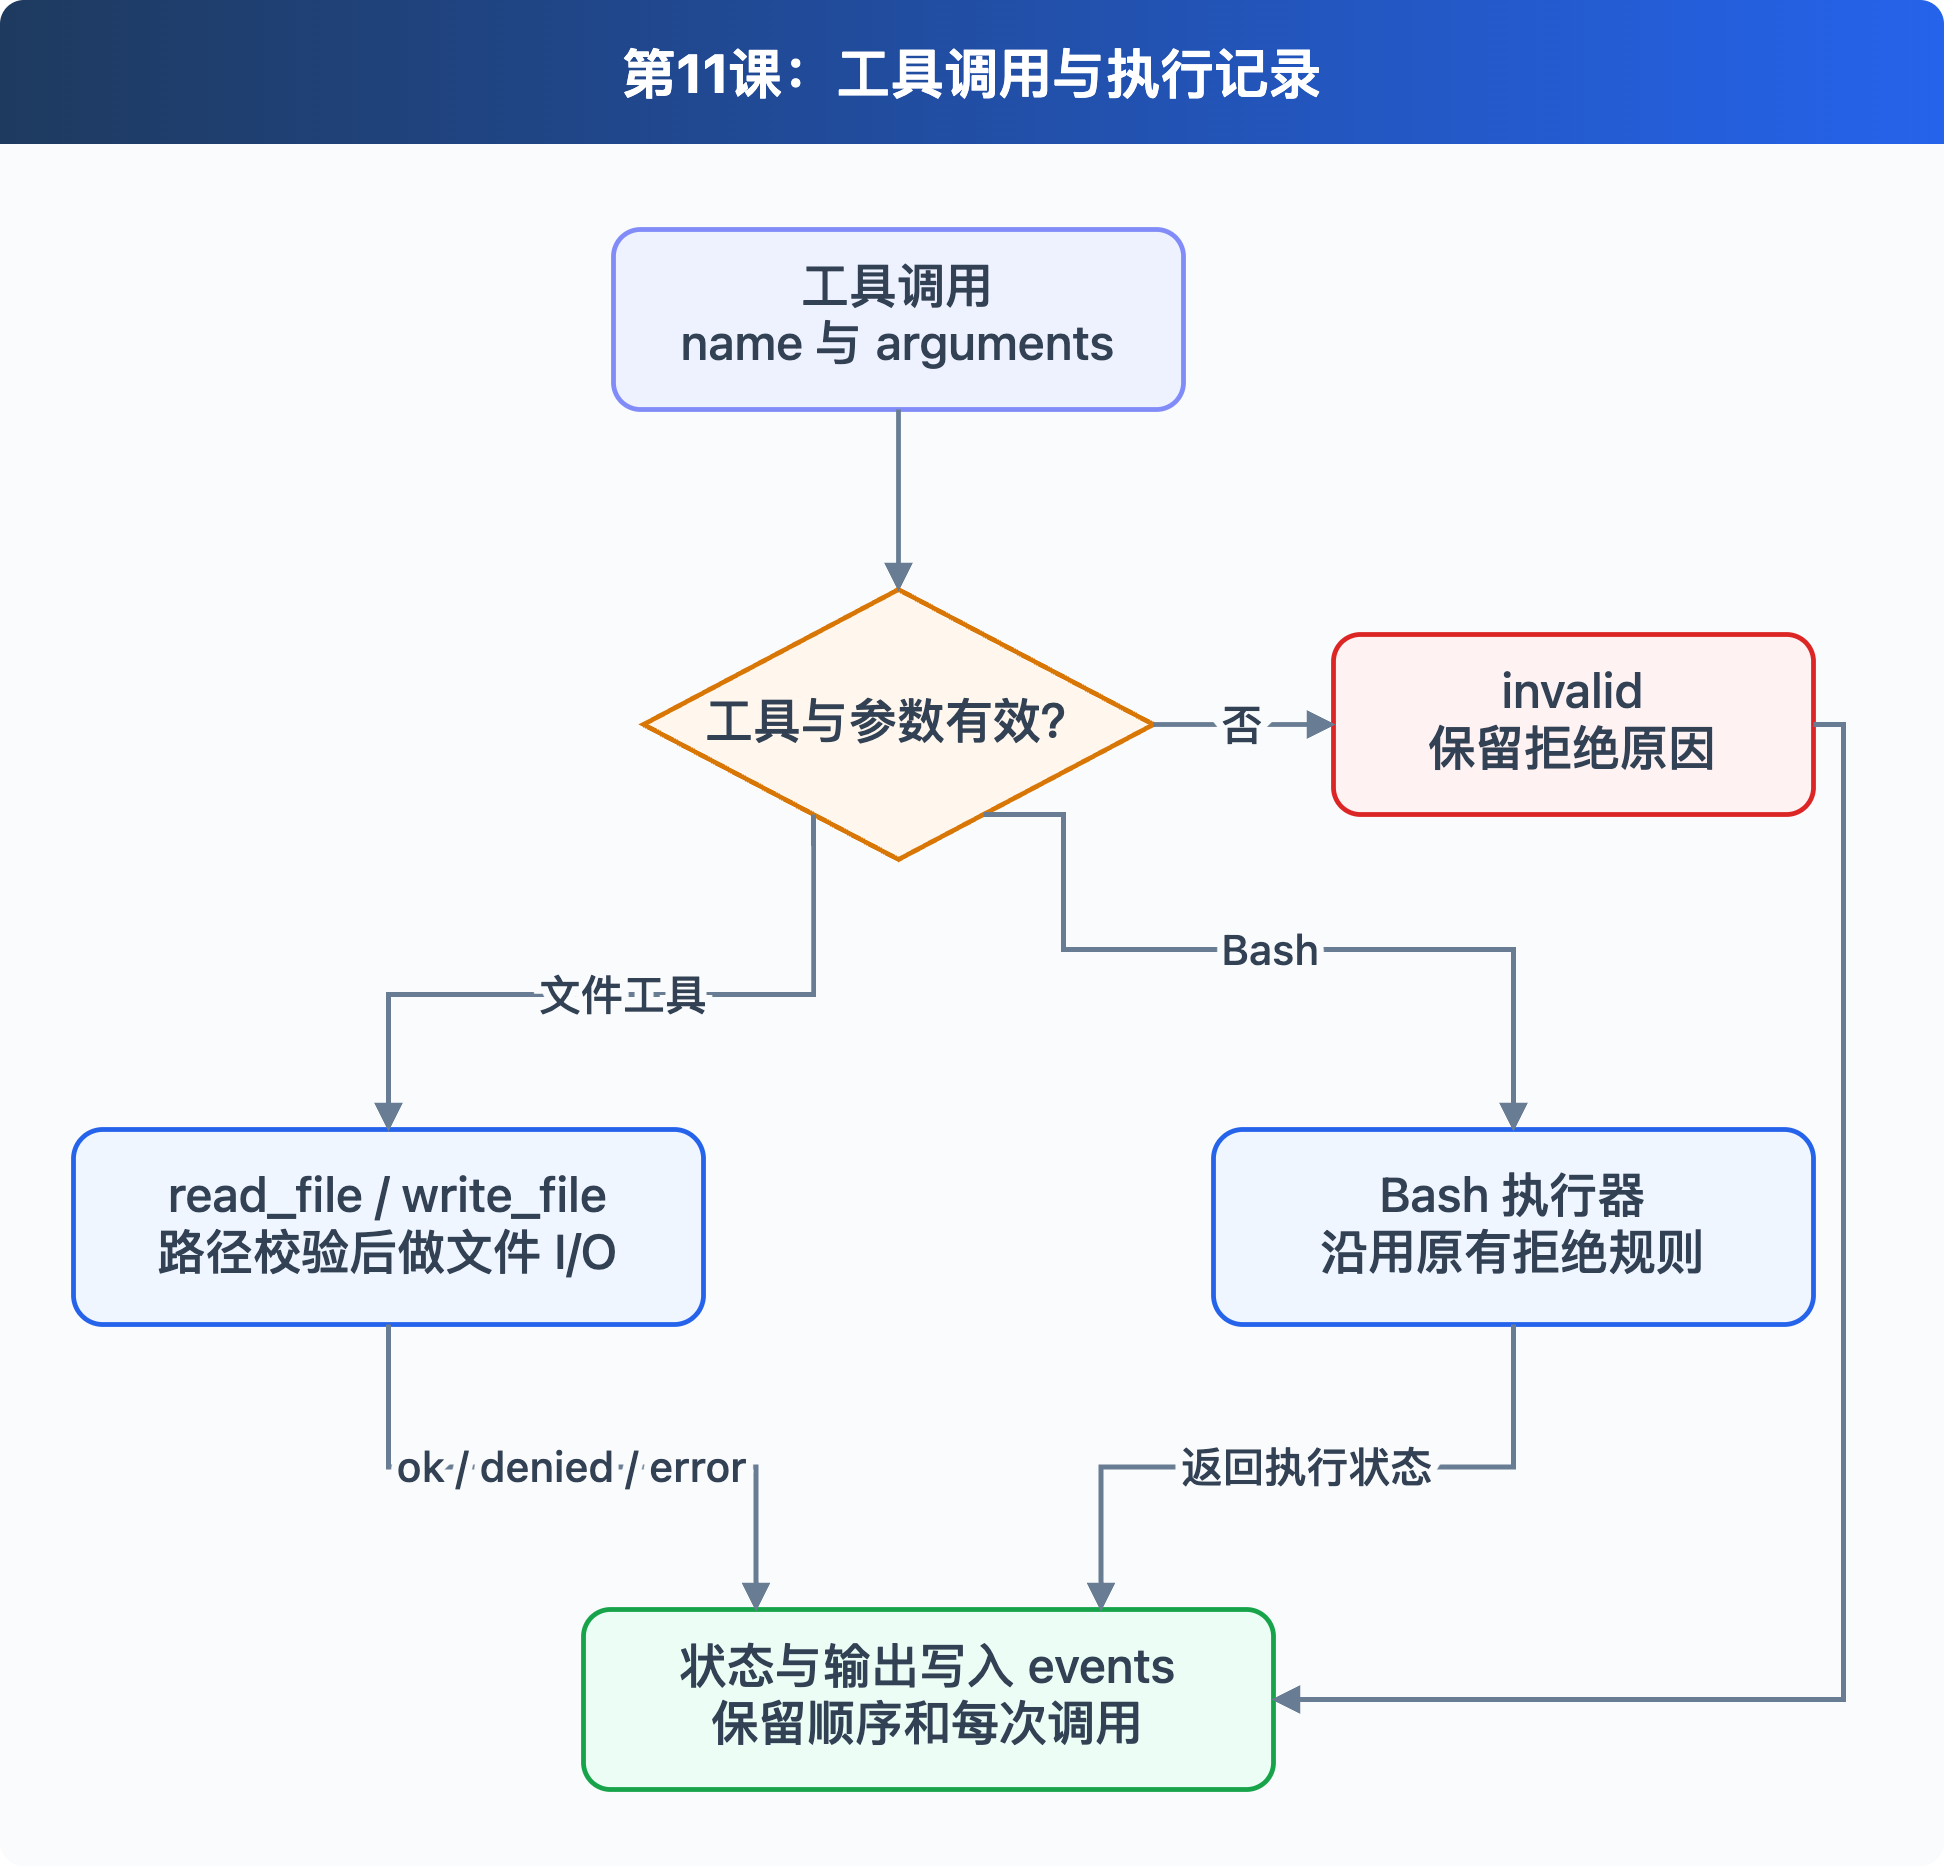 第11课：工具调用与执行记录
工具调用
name 与 arguments
工具与参数有效?
否
invalid
保留拒绝原因
Bash
文件工具
read_file / write_file
路径校验后做文件 I/O
Bash 执行器
沿用原有拒绝规则
ok / denied / error
返回执行状态
状态与输出写入 events
保留顺序和每次调用